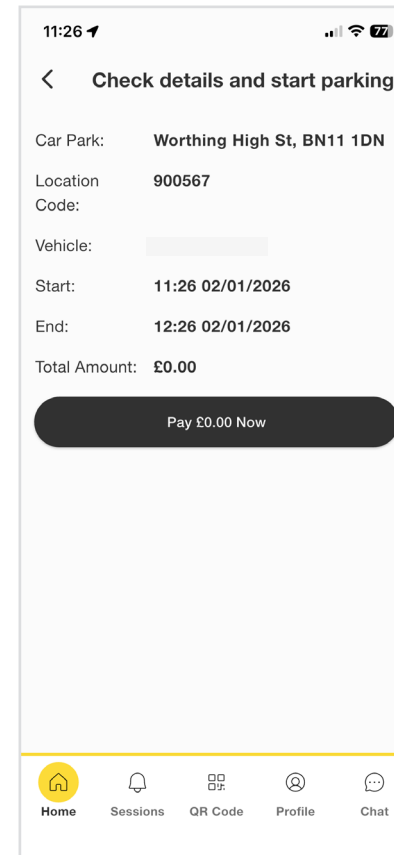 11:26
77
Check details and start parking
Car Park: Worthing High St, BN11 1DN
Location 900567
Code:
Vehicle:
Start: 11:26 02/01/2026
End: 12:26 02/01/2026
Total Amount: £0.00
Pay £0.00 Now
Home Sessions QR Code Profile Chat